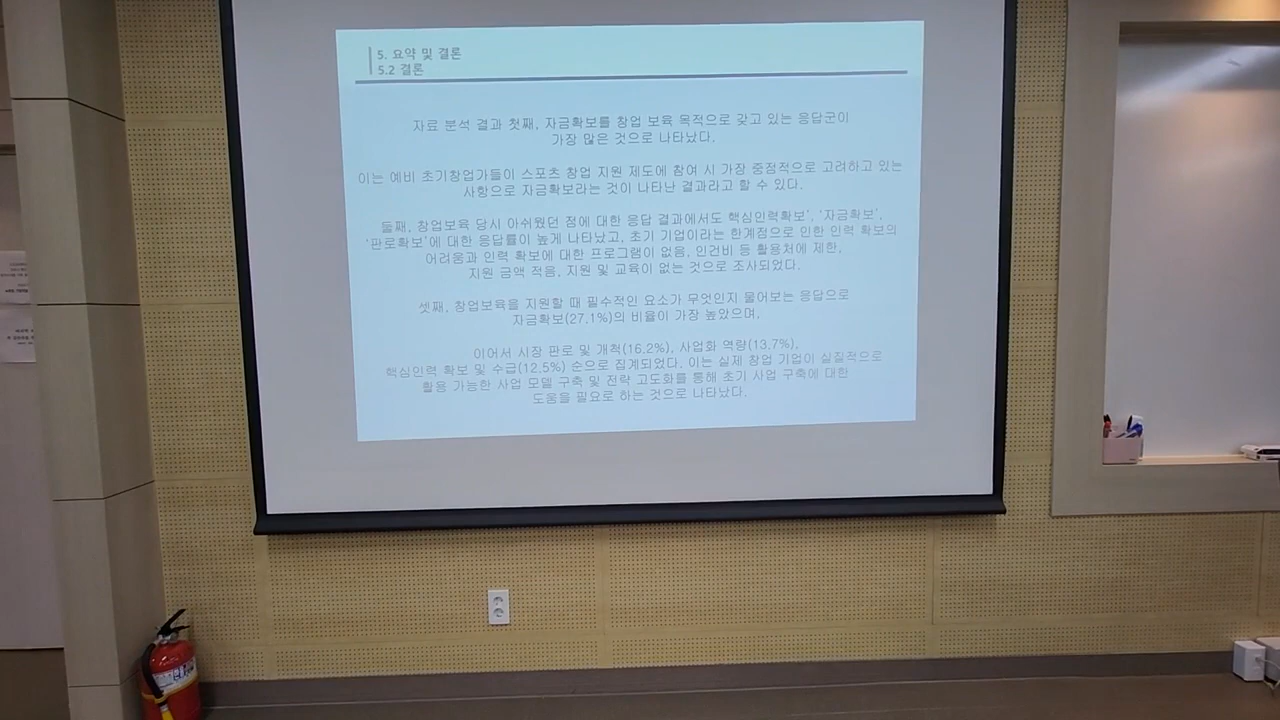 5. 요약 및 결론
5.2 결론
자료 분석 결과 첫째, 자금확보를 창업 보육 목적으로 갖고 있는 응답군이
가장 많은 것으로 나타났다.
이는 예비 초기창업가들이 스포츠 창업 지원 제도에 참여 시 가장 중정적으로 고려하고 있는
사항으로 자금확보라는 것이 나타난 결과라고 할 수 있다.
둘째, 창업보육 당시 아쉬웠던 점에 대한 응답 결과에서도 핵심인력확보', '자금확보',
'판로확보'에 대한 응답률이 높게 나타났고, 초기 기업이라는 한계점으로 인한 인력 확보의
어려움과 인력 확보에 대한 프로그램이 없음, 인건비 등 활용처에 제한,
지원 금액 적음, 지원 및 교육이 없는 것으로 조사되었다.
셋째, 창업보육을 지원할 때 필수적인 요소가 무엇인지 물어보는 응답으로
자금확보(27.1%)의 비율이 가장 높았으며,
이어서 시장 판로 및 개척(16.2%), 사업화 역량(13.7%),
핵심인력 확보 및 수급(12.5%) 순으로 집계되었다. 이는 실제 창업 기업이 실질적으로
활용 가능한 사업 모델 구축 및 전략 고도화를 통해 초기 사업 구축에 대한
도움을 필요로 하는 것으로 나타났다.